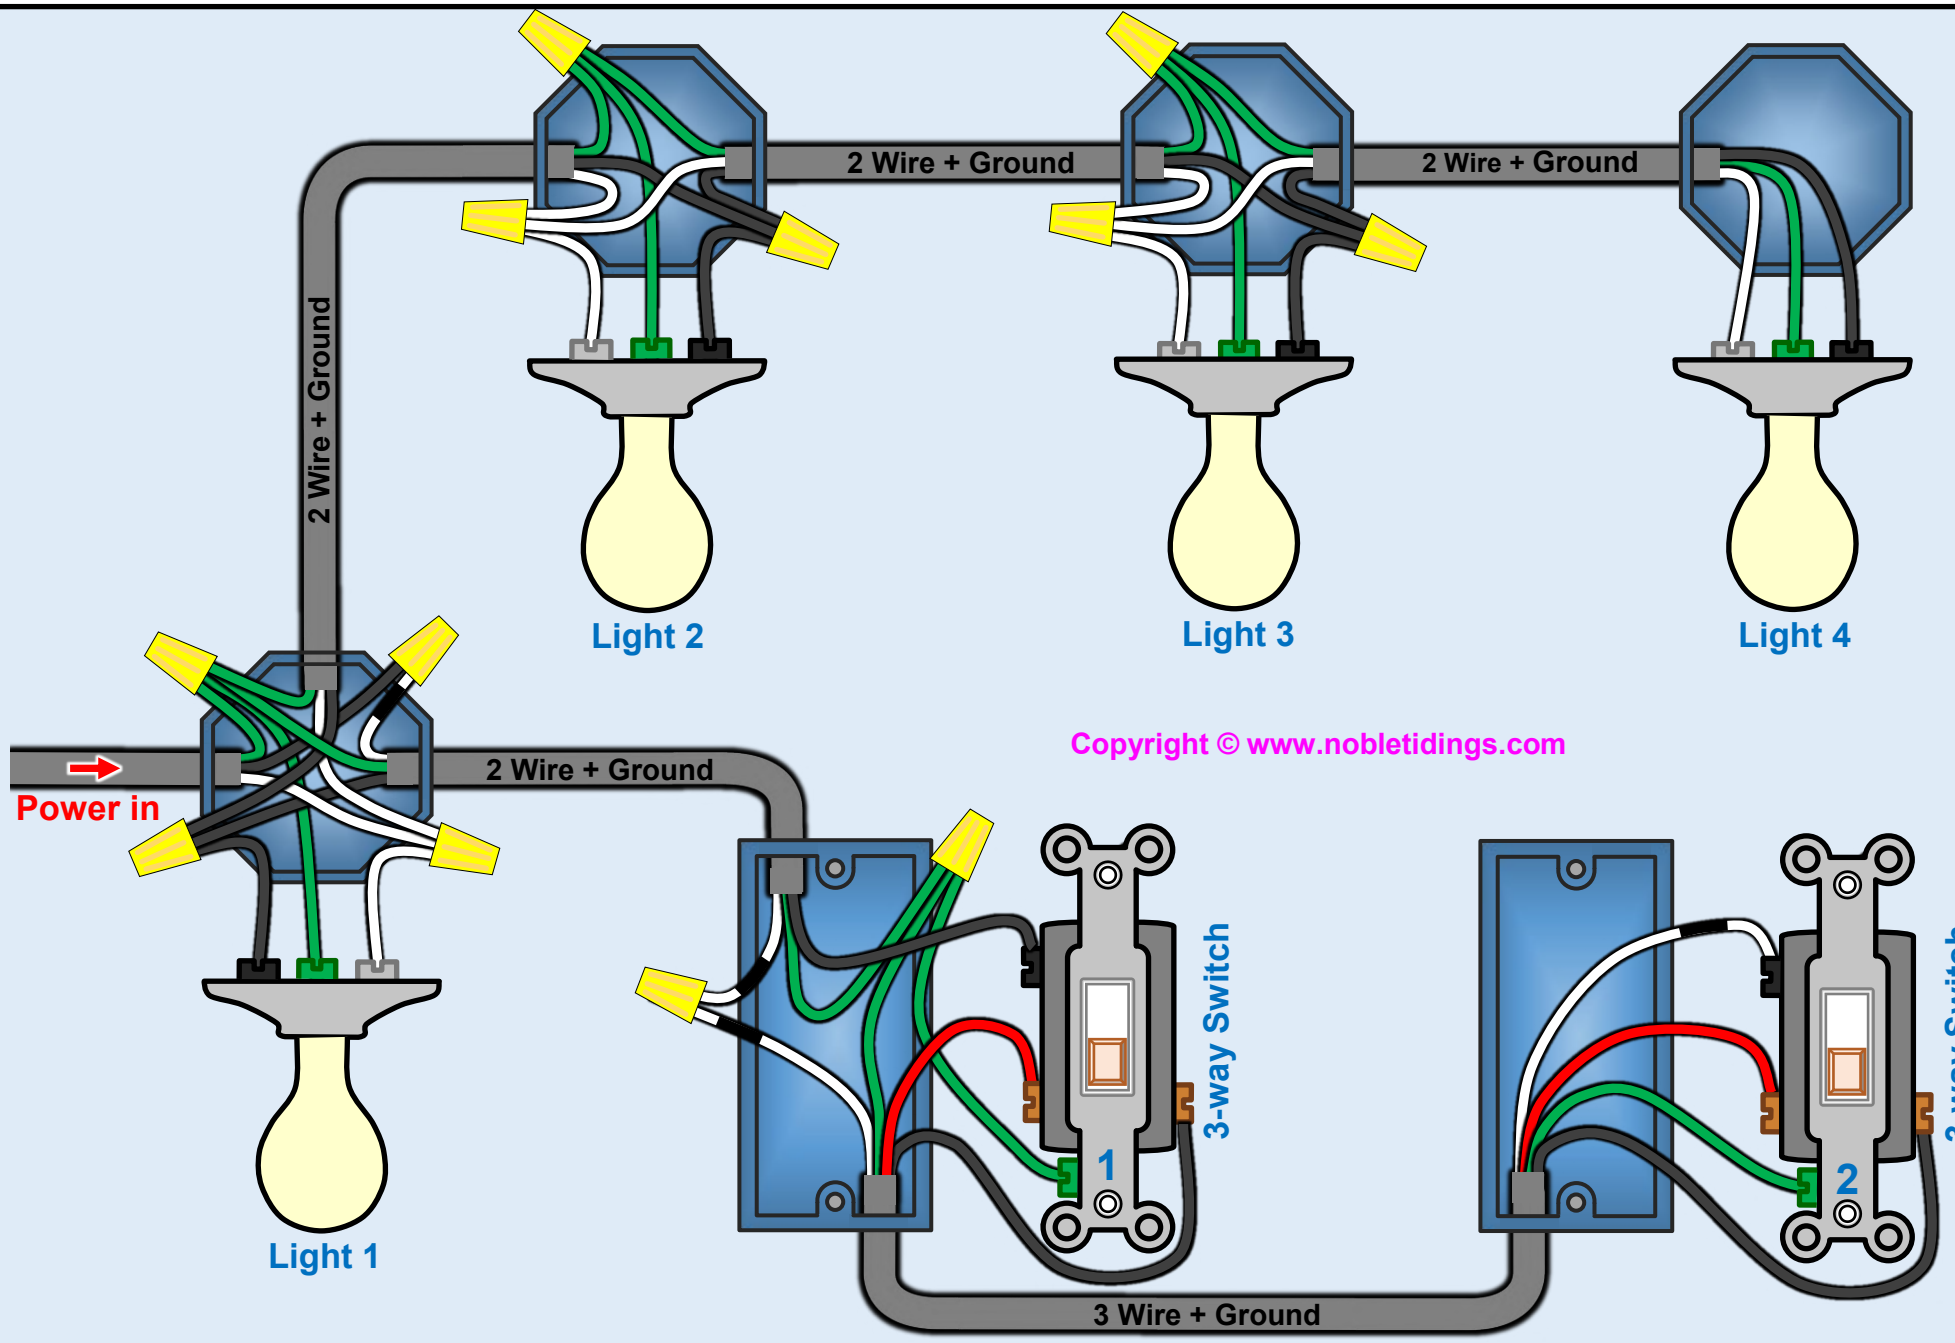 2 Wire + Ground
2 Wire + Ground
2 Wire + Ground
Light 2
Light 3
Light 4
Copyright © www.nobletidings.com
Power in
2 Wire + Ground
3-way Switch
1
2
Light 1
3 Wire + Ground